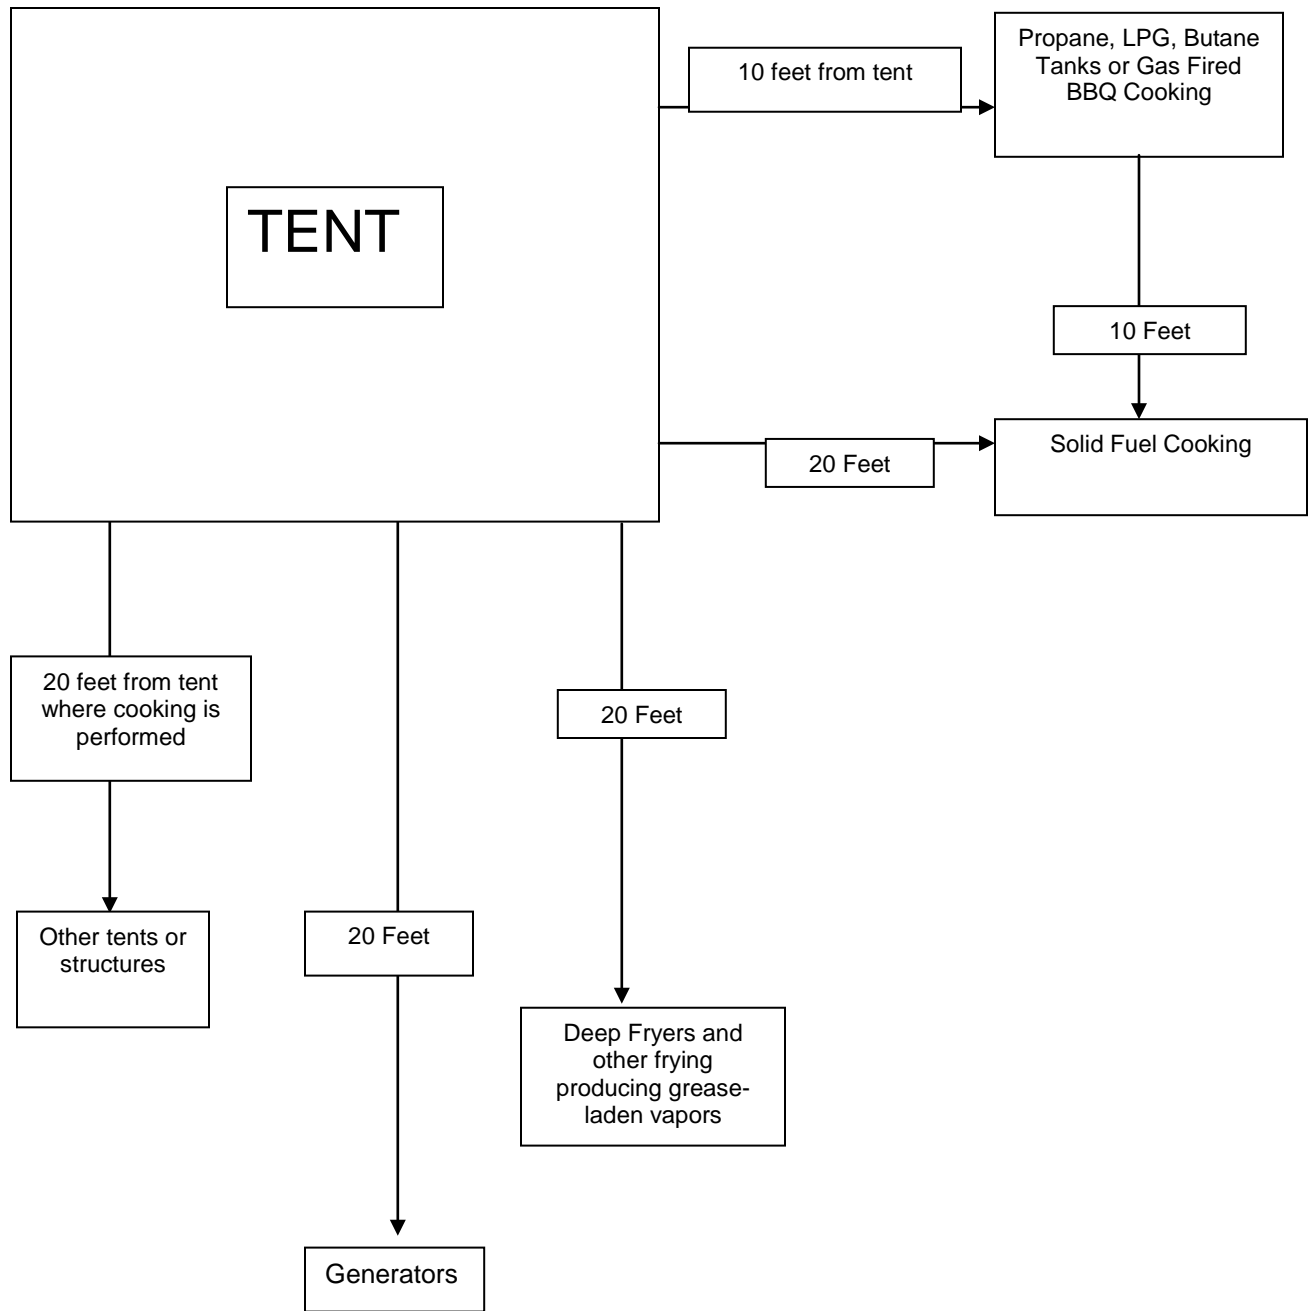 10 feet from tent
Propane, LPG, Butane
Tanks or Gas Fired
BBQ Cooking
TENT
10 Feet
20 Feet
Solid Fuel Cooking
20 feet from tent
where cooking is
performed
20 Feet
Other tents or
structures
20 Feet
Deep Fryers and
other frying
producing grease-
laden vapors
Generators